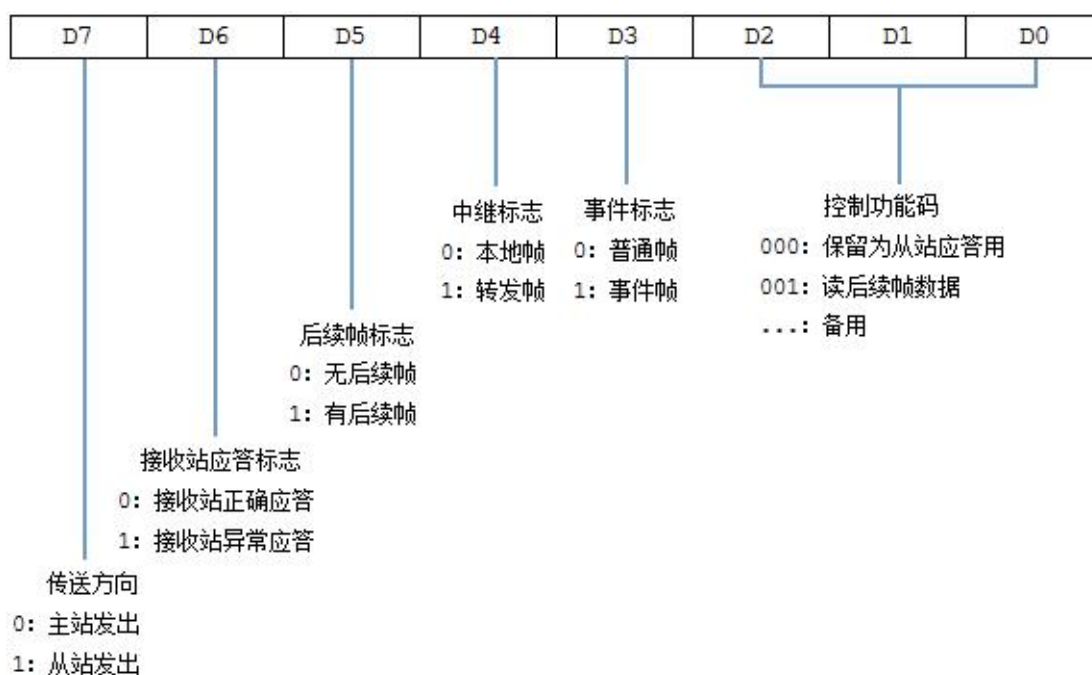 D7 D6 D5 D4 D3 D2 D1 D0
中继标志
0: 本地帧
1: 转发帧
事件标志
0: 普通帧
1: 事件帧
控制功能码
000: 保留为从站应答用
001: 读后续帧数据
...: 备用
后续帧标志
0: 无后续帧
1: 有后续帧
接收站应答标志
0: 接收站正确应答
1: 接收站异常应答
传送方向
0: 主站发出
1: 从站发出